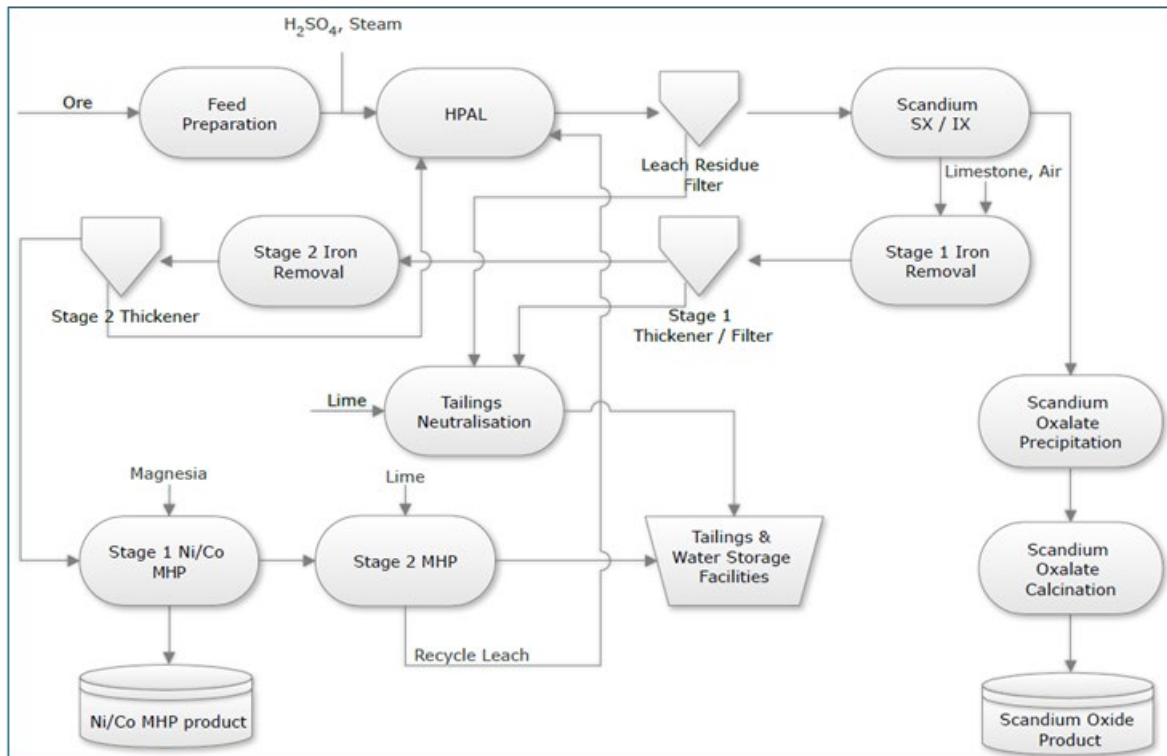 H₂SO₄, Steam
Ore
Feed
Preparation
HPAL
Leach Residue
Filter
Scandium
SX / IX
Limestone, Air
Stage 2 Thickener
Stage 2 Iron
Removal
Stage 1
Thickener / Filter
Stage 1 Iron
Removal
Lime
Tailings
Neutralisation
Scandium
Oxalate
Precipitation
Magnesia
Lime
Stage 1 Ni/Co
MHP
Stage 2 MHP
Tailings &
Water Storage
Facilities
Scandium
Oxalate
Calcination
Recycle Leach
Ni/Co MHP product
Scandium Oxide
Product